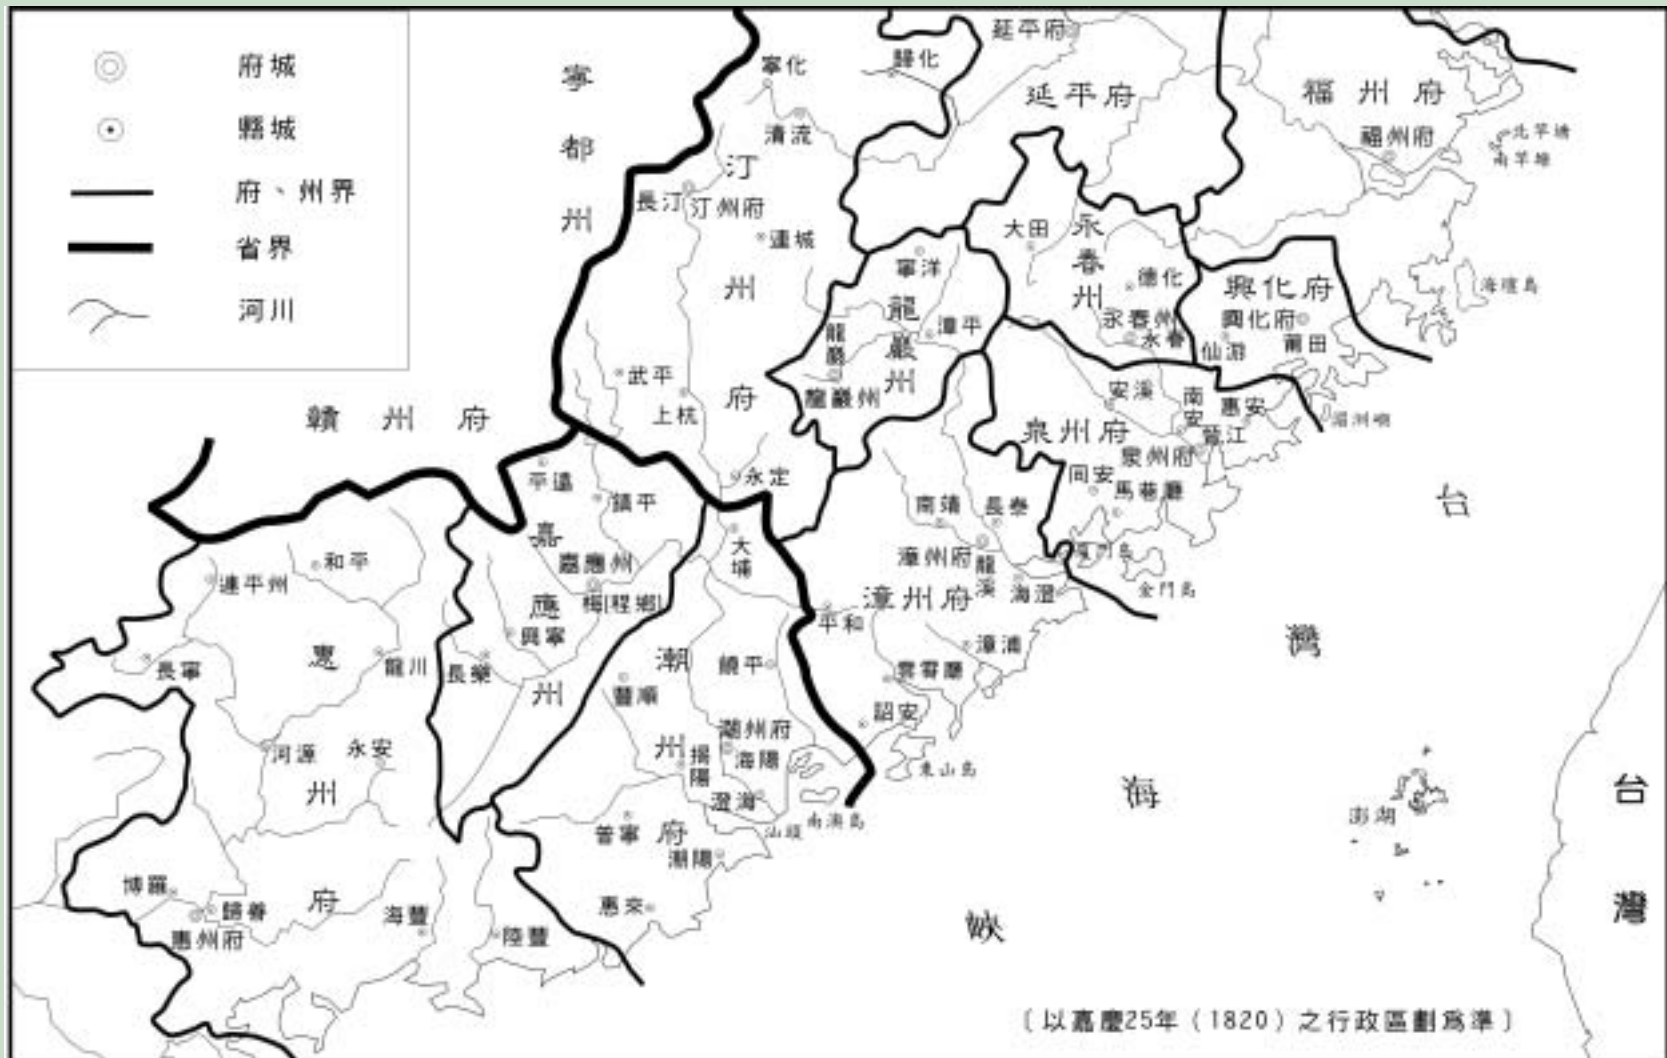 府城
縣城
府、州界
省界
河川
寧都州
贛州府
汀州府
寧化
清流
歸化
長汀
汀州府
連城
武平
上杭
永定
延平府
延平府
福州府
福州府
北竿塘
南竿塘
海壇島
永春州
大田
德化
永春州
永春
龍巖州
寧洋
漳平
龍巖
龍巖州
興化府
興化府
仙游
莆田
湄洲嶼
泉州府
安溪
南安
惠安
晉江
泉州府
同安
馬巷廳
廈門島
金門島
漳州府
南靖
長泰
漳州府
龍溪
海澄
平和
漳浦
雲霄廳
詔安
東山島
嘉應州
平遠
鎮平
嘉應州
梅[程鄉]
興寧
長樂
潮州府
大埔
饒平
豐順
潮州府
海陽
揭陽
澄海
汕頭
南澳島
普寧
潮陽
惠來
惠州府
和平
連平州
長寧
龍川
河源
永安
博羅
歸善
惠州府
海豐
陸豐
台灣海峽
澎湖
台灣
〔以嘉慶25年（1820）之行政區劃為準〕